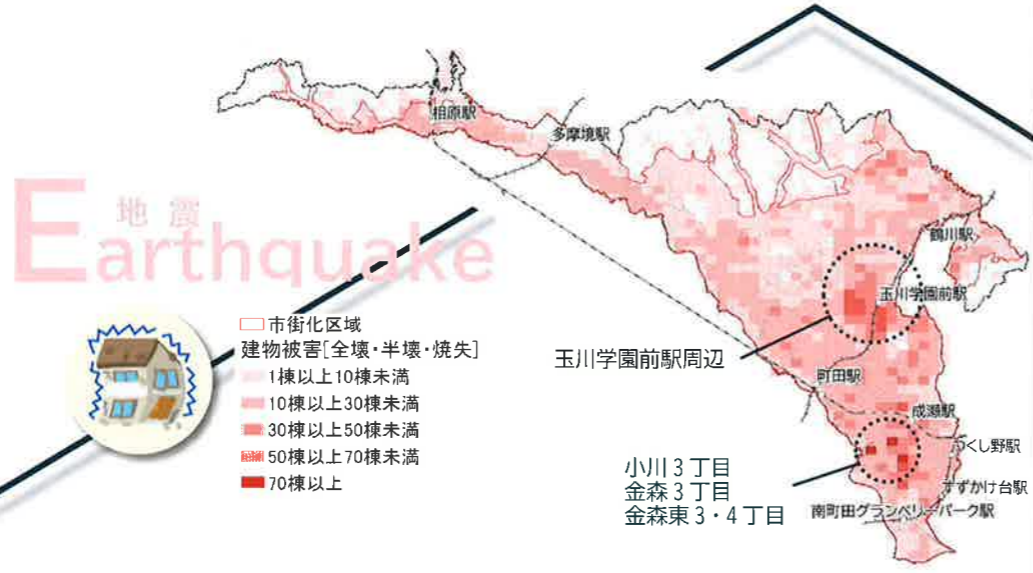 相原駅
多摩境駅
地震
Earthquake
鶴川駅
玉川学園前駅
市街化区域
建物被害[全壊・半壊・焼失]
1棟以上10棟未満
10棟以上30棟未満
30棟以上50棟未満
50棟以上70棟未満
70棟以上
玉川学園前駅周辺
町田駅
成瀬駅
つくし野駅
すずかけ台駅
南町田グランベリーパーク駅
小川3丁目
金森3丁目
金森東3・4丁目